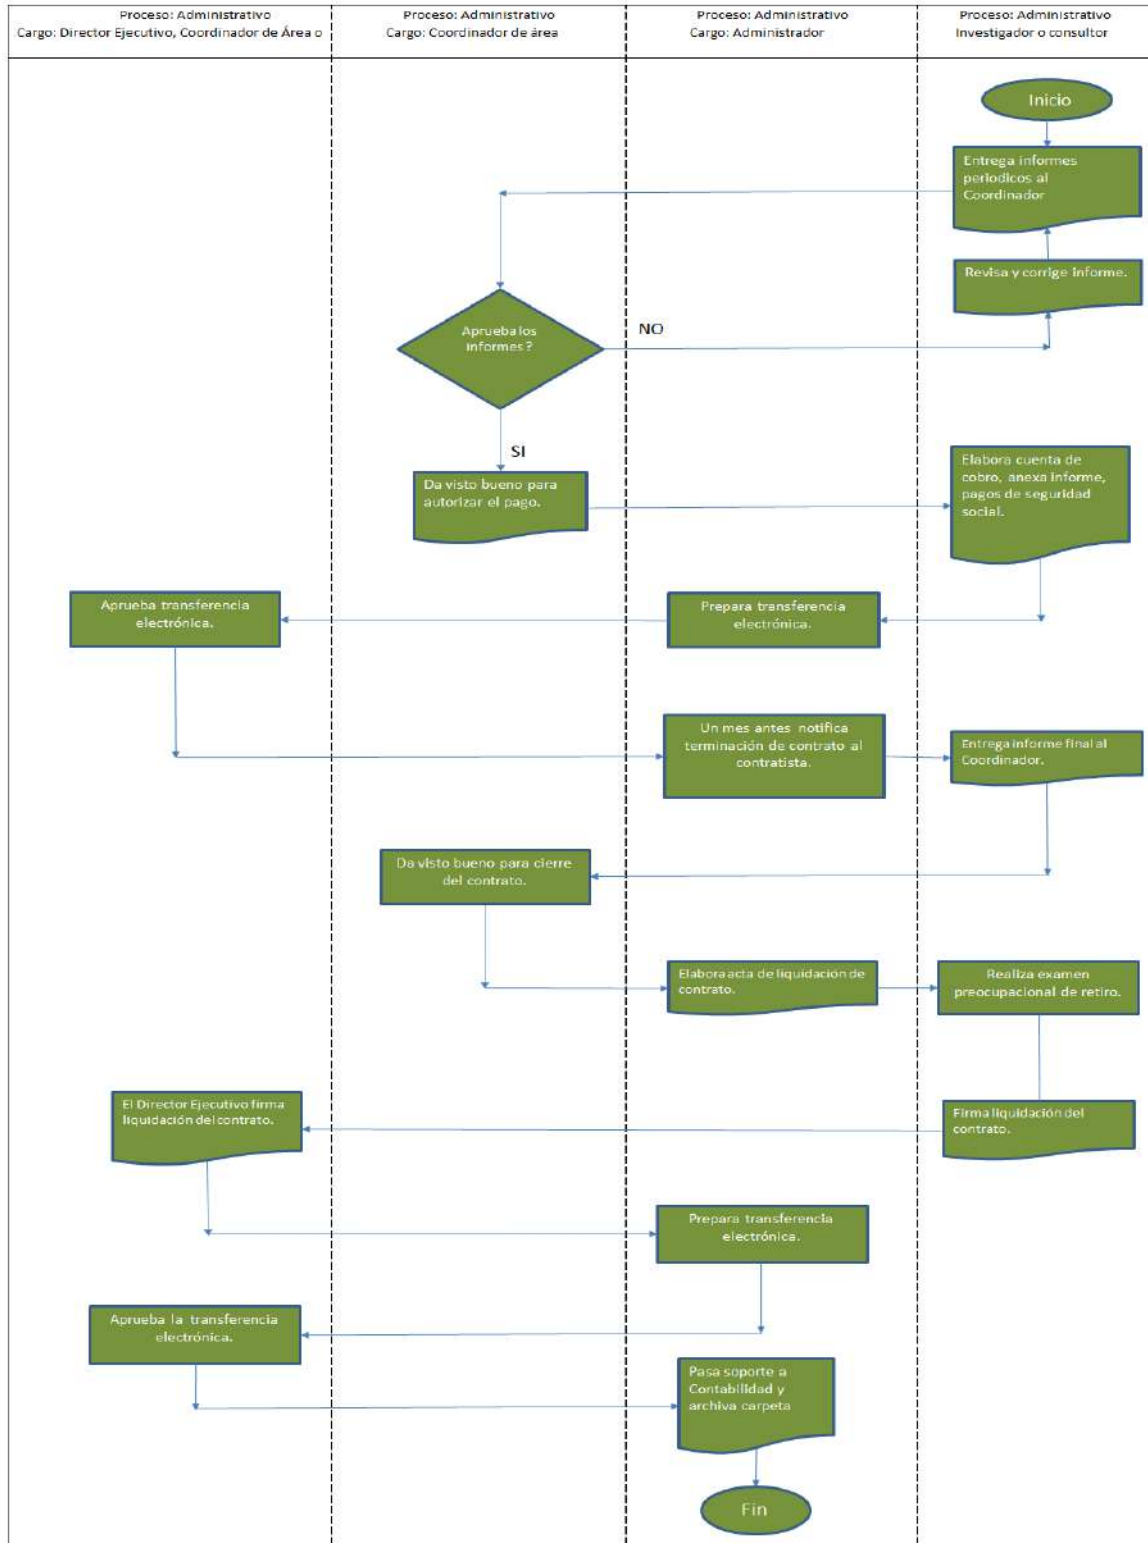 Proceso: Administrativo
Cargo: Director Ejecutivo, Coordinador de Área o
Proceso: Administrativo
Cargo: Coordinador de área
Proceso: Administrativo
Cargo: Administrador
Proceso: Administrativo
Investigador o consultor
Inicio
Entrega informes
periodicos al
Coordinador
Revisa y corrige informe.
Aprueba los
informes ?
NO
SI
Da visto bueno para
autorizar el pago.
Elabora cuenta de
cobro, anexa informe,
pagos de seguridad
social.
Aprueba transferencia
electrónica.
Prepara transferencia
electrónica.
Un mes antes notifica
terminación de contrato al
contratista.
Entrega informe final al
Coordinador.
Da visto bueno para cierre
del contrato.
Elabora acta de liquidación de
contrato.
Realiza examen
preocupacional de retiro.
El Director Ejecutivo firma
liquidación del contrato.
Firma liquidación del
contrato.
Prepara transferencia
electrónica.
Aprueba la transferencia
electrónica.
Pasa soporte a
Contabilidad y
archiva carpeta
Fin